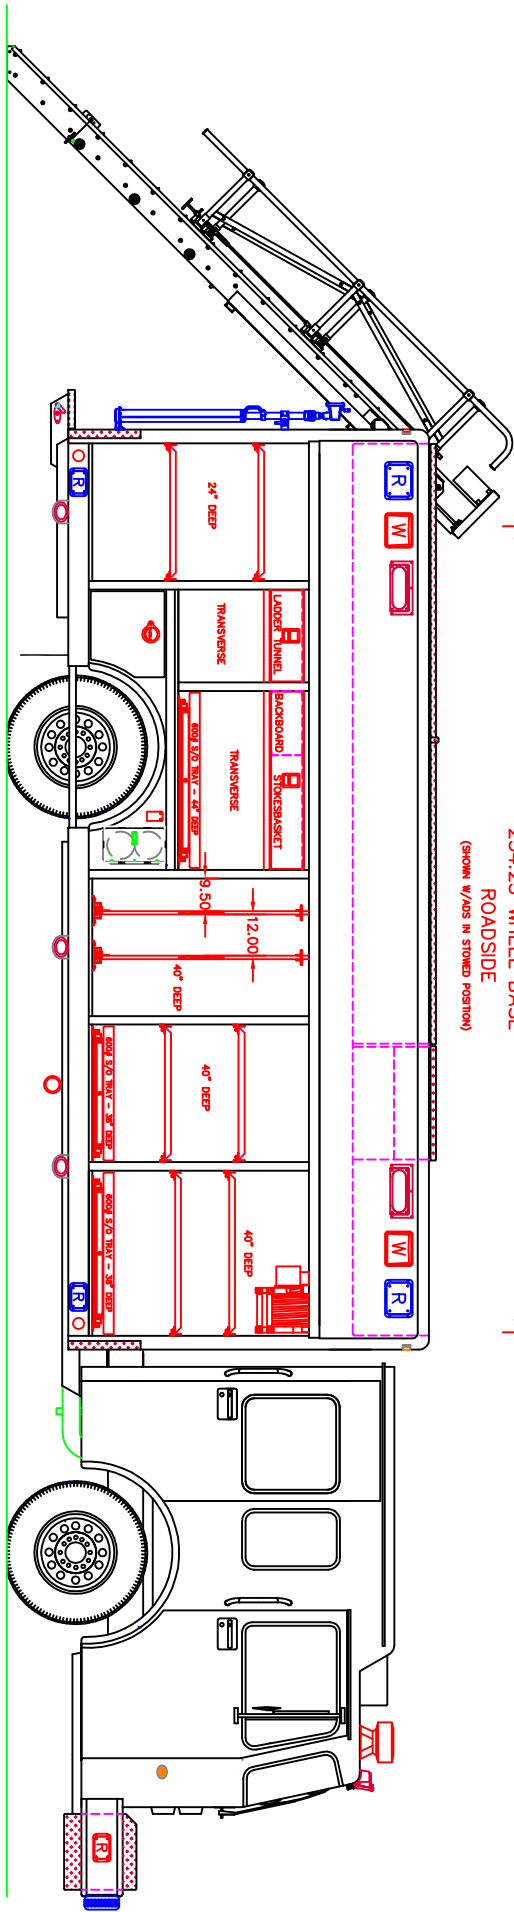 ROADSIDE
(SHOWN W/ADS IN STOWED POSITION)
R
W
W
R
24" DEEP
LADDER TUNNEL
TRANSVERSE
BACKBOARD
STOKESBASKET
TRANSVERSE
600# S/O TRAY - 44" DEEP
9.50
12.00
40" DEEP
40" DEEP
600# S/O TRAY - 38" DEEP
40" DEEP
600# S/O TRAY - 38" DEEP
R
R
R